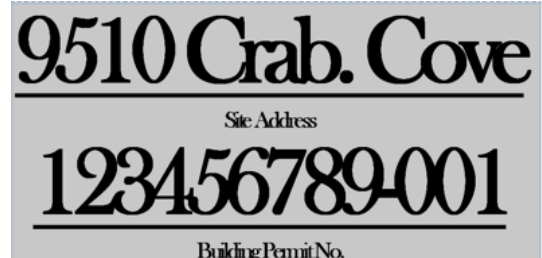 9510 Crab. Cove
Site Address
123456789-001
Building Permit No.